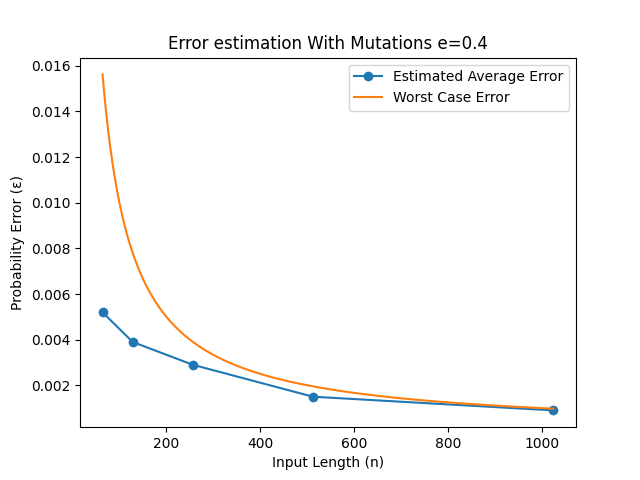 Error estimation With Mutations e=0.4
Estimated Average Error
Worst Case Error
Probability Error (ε)
0.016
0.014
0.012
0.010
0.008
0.006
0.004
0.002
200
400
600
800
1000
Input Length (n)